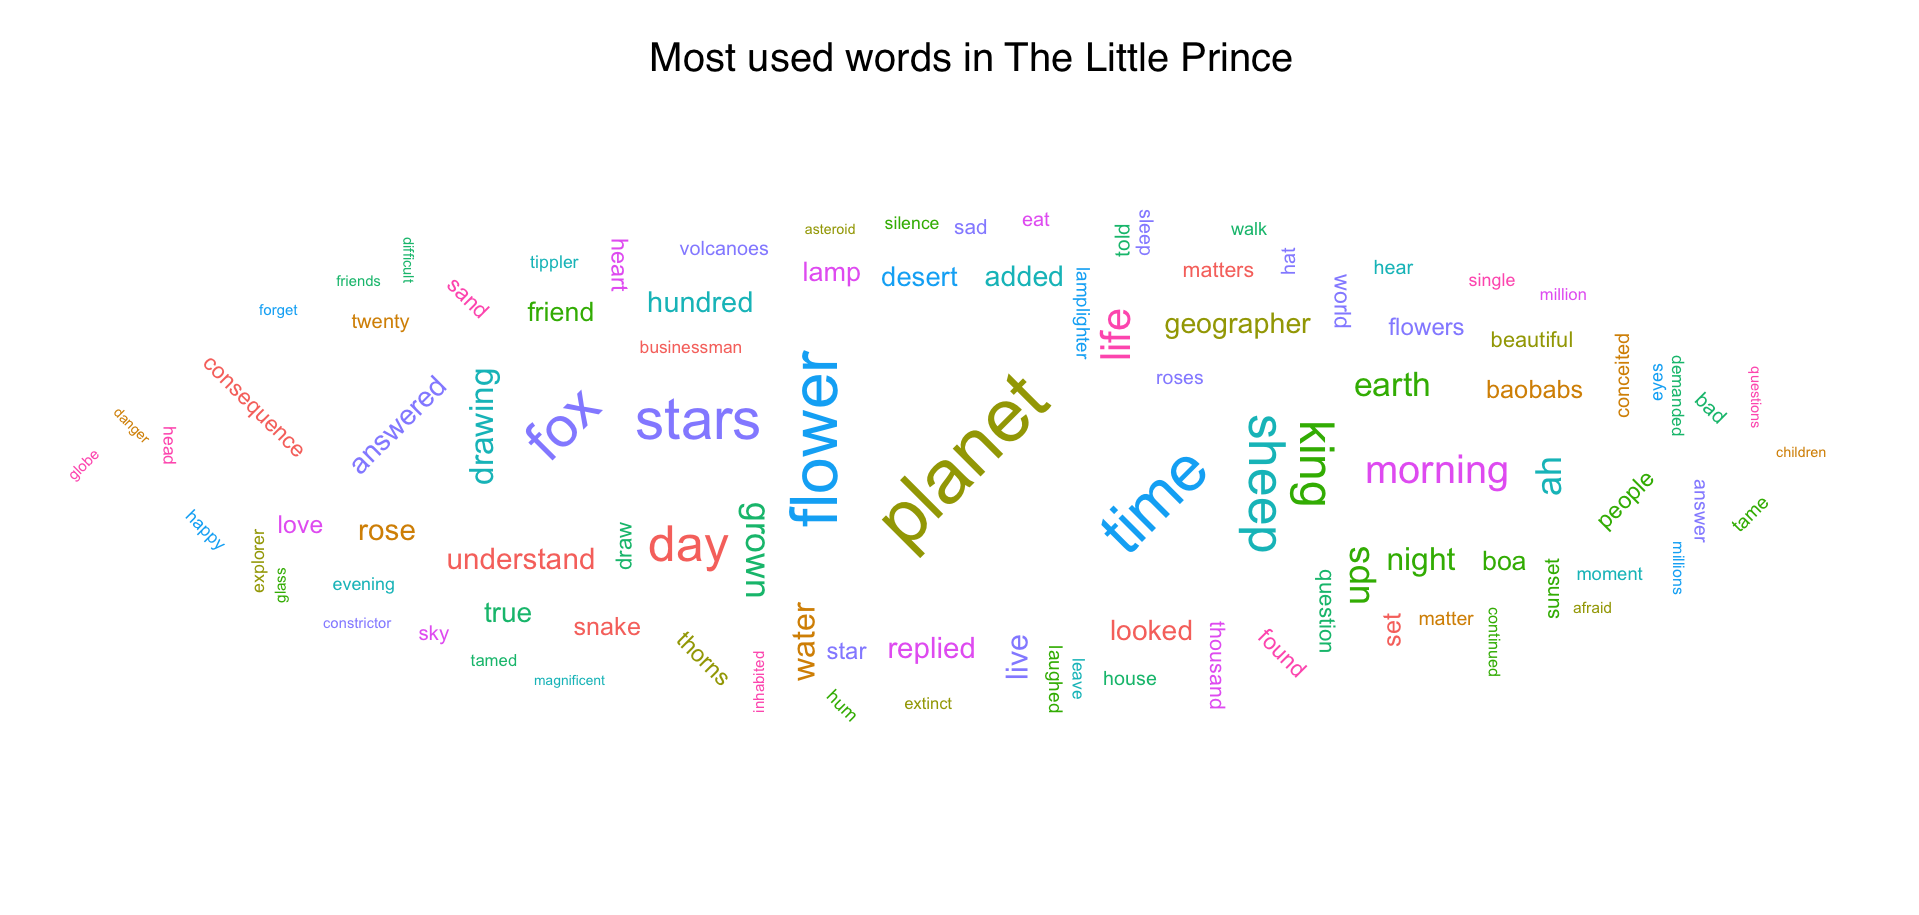 Most used words in The Little Prince
asteroid
silence
sad
eat
told
sleep
walk
difficult
friends
tippler
heart
volcanoes
lamp
desert
added
lamplighter
matters
hat
hear
single
million
forget
twenty
sand
friend
hundred
businessman
life
geographer
world
flowers
beautiful
conceited
consequence
answered
drawing
fox
stars
flower
planet
roses
earth
baobabs
eyes
demanded
bad
questions
danger
globe
head
time
sheep
king
morning
ah
people
answer
tame
children
happy
love
rose
explorer
glass
evening
understand
draw
day
grown
ups
night
boa
sunset
moment
millions
afraid
constrictor
sky
true
snake
tamed
magnificent
thorns
inhabited
water
star
hum
replied
extinct
live
laughed
leave
looked
house
thousand
found
question
set
matter
continued